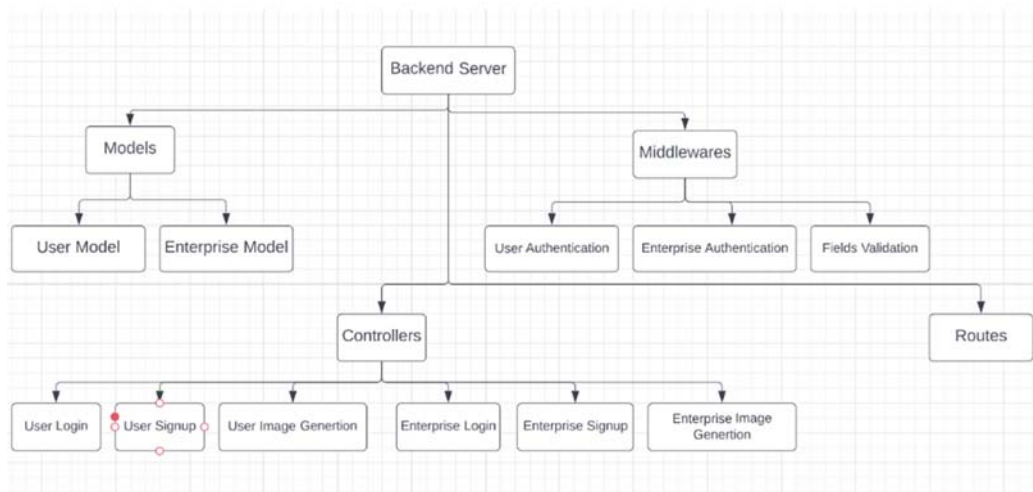 Backend Server
Models
Middlewares
User Model
Enterprise Model
User Authentication
Enterprise Authentication
Fields Validation
Controllers
Routes
User Login
User Signup
User Image Genertion
Enterprise Login
Enterprise Signup
Enterprise Image
Genertion